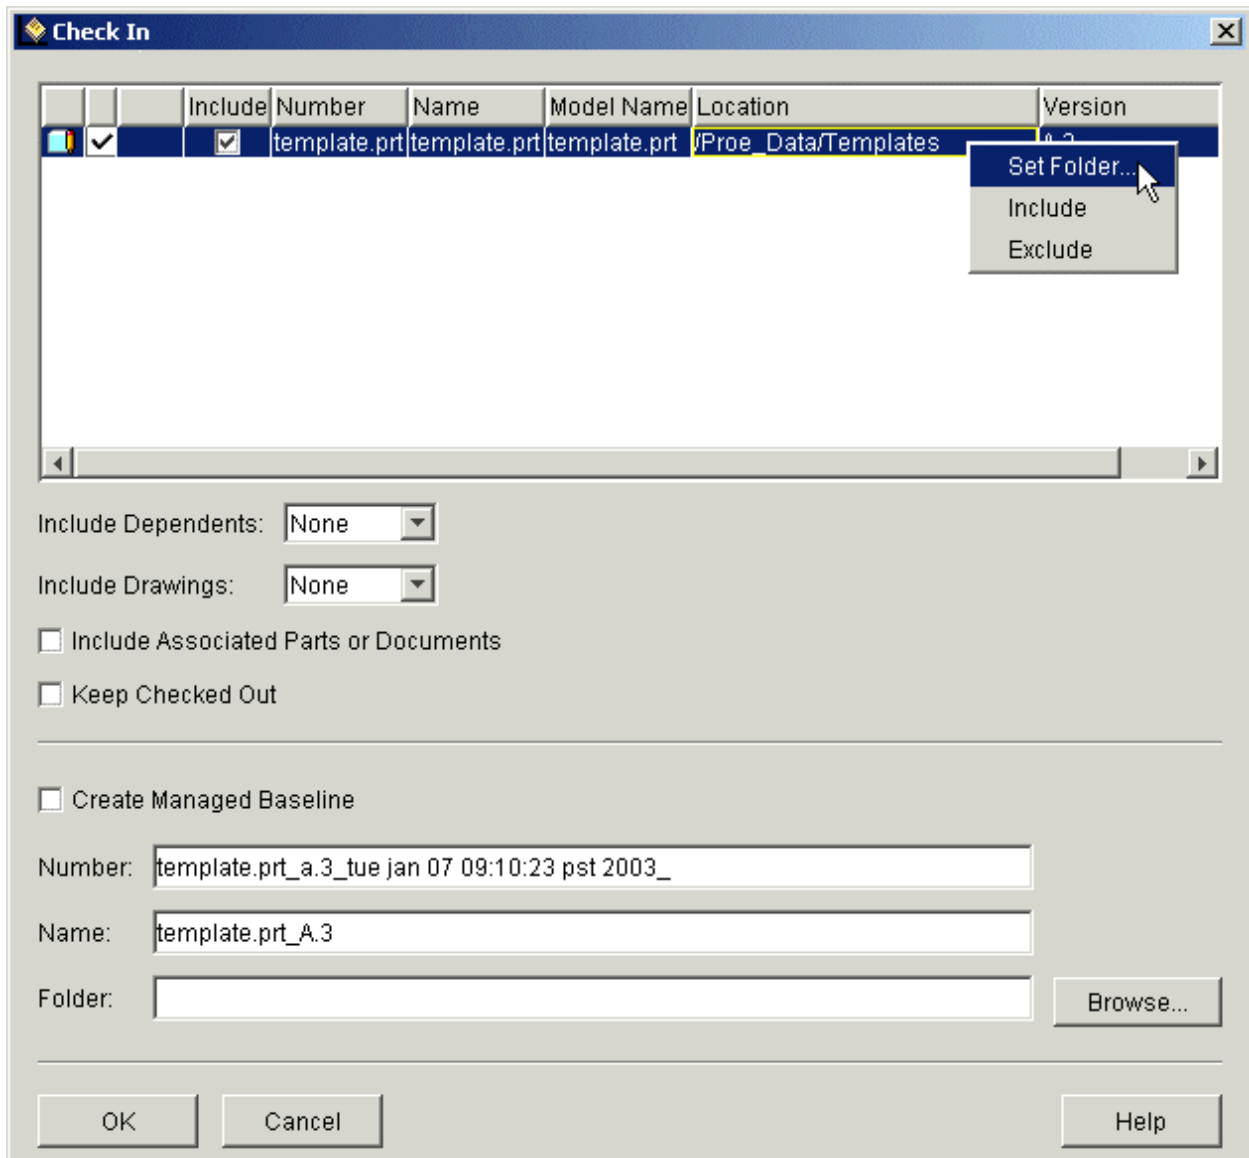 Check In
Include Number Name Model Name Location Version
template.prt template.prt template.prt /Proe_Data/Templates
Set Folder...
Include
Exclude
Include Dependents: None
Include Drawings: None
Include Associated Parts or Documents
Keep Checked Out
Create Managed Baseline
Number: template.prt_a.3_tue jan 07 09:10:23 pst 2003_
Name: template.prt_A.3
Folder: Browse...
OK Cancel Help